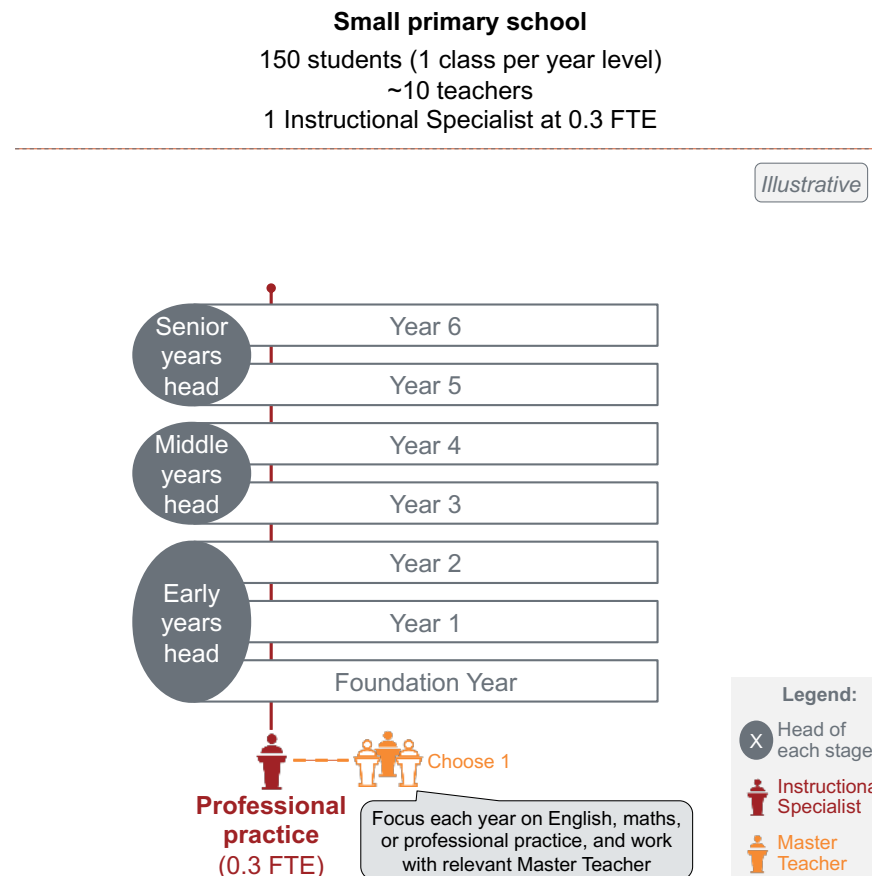 Small primary school
150 students (1 class per year level)
~10 teachers
1 Instructional Specialist at 0.3 FTE
Illustrative
Senior
years
head
Year 6
Year 5
Middle
years
head
Year 4
Year 3
Early
years
head
Year 2
Year 1
Foundation Year
Choose 1
Professional
practice
(0.3 FTE)
Focus each year on English, maths,
or professional practice, and work
with relevant Master Teacher
Legend:
X
Head of
each stage
Instructiona
Specialist
Master
Teacher